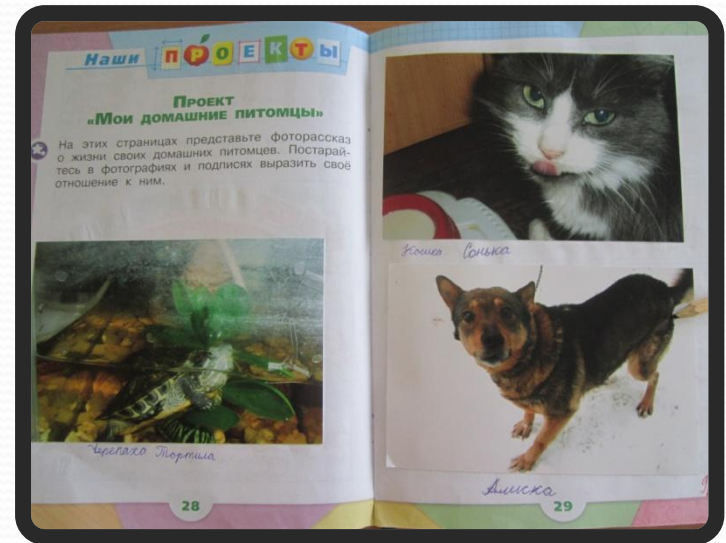 Наши ПРОЕКТЫ
ПРОЕКТ
«МОИ ДОМАШНИЕ ПИТОМЦЫ»
На этих страницах представьте фоторассказ
о жизни своих домашних питомцев. Постарай-
тесь в фотографиях и подписях выразить своё
отношение к ним.
Черепаха Тортила
28
Кошка Сонька
Алиска
29